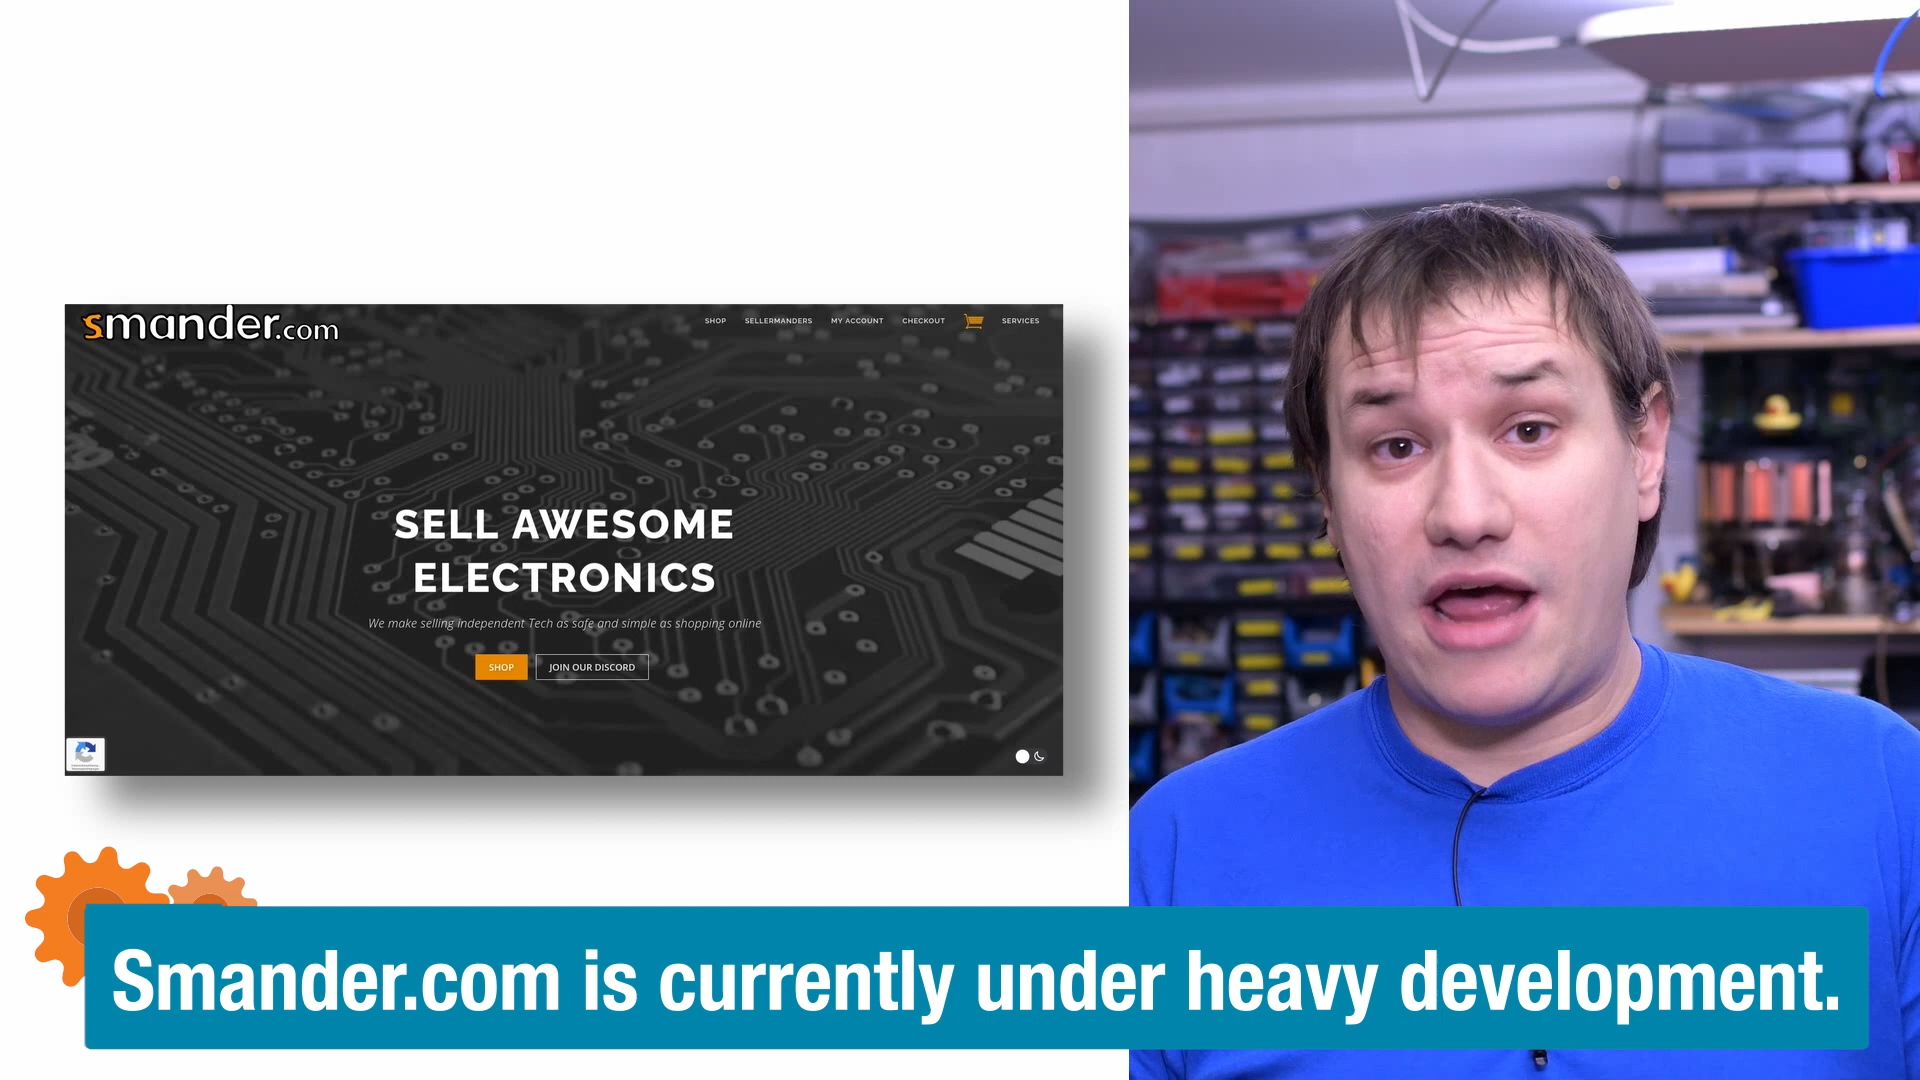 smander.com
SHOP SELLERMANDERS MY ACCOUNT CHECKOUT SERVICES
SELL AWESOME
ELECTRONICS
We make selling independent Tech as safe and simple as shopping online
SHOP JOIN OUR DISCORD
Smander.com is currently under heavy development.